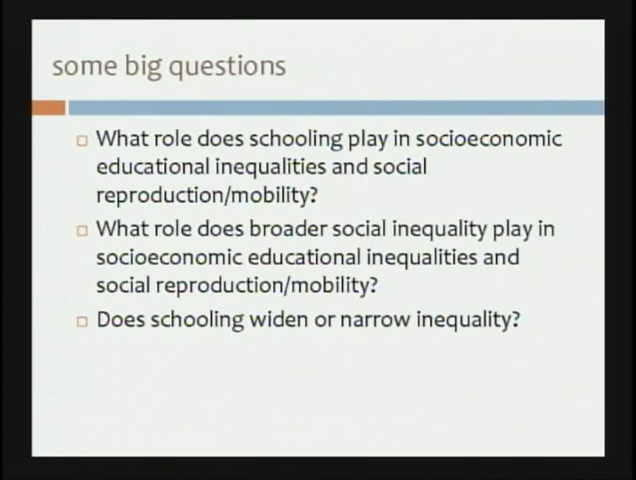 some big questions
What role does schooling play in socioeconomic
educational inequalities and social
reproduction/mobility?
What role does broader social inequality play in
socioeconomic educational inequalities and
social reproduction/mobility?
Does schooling widen or narrow inequality?